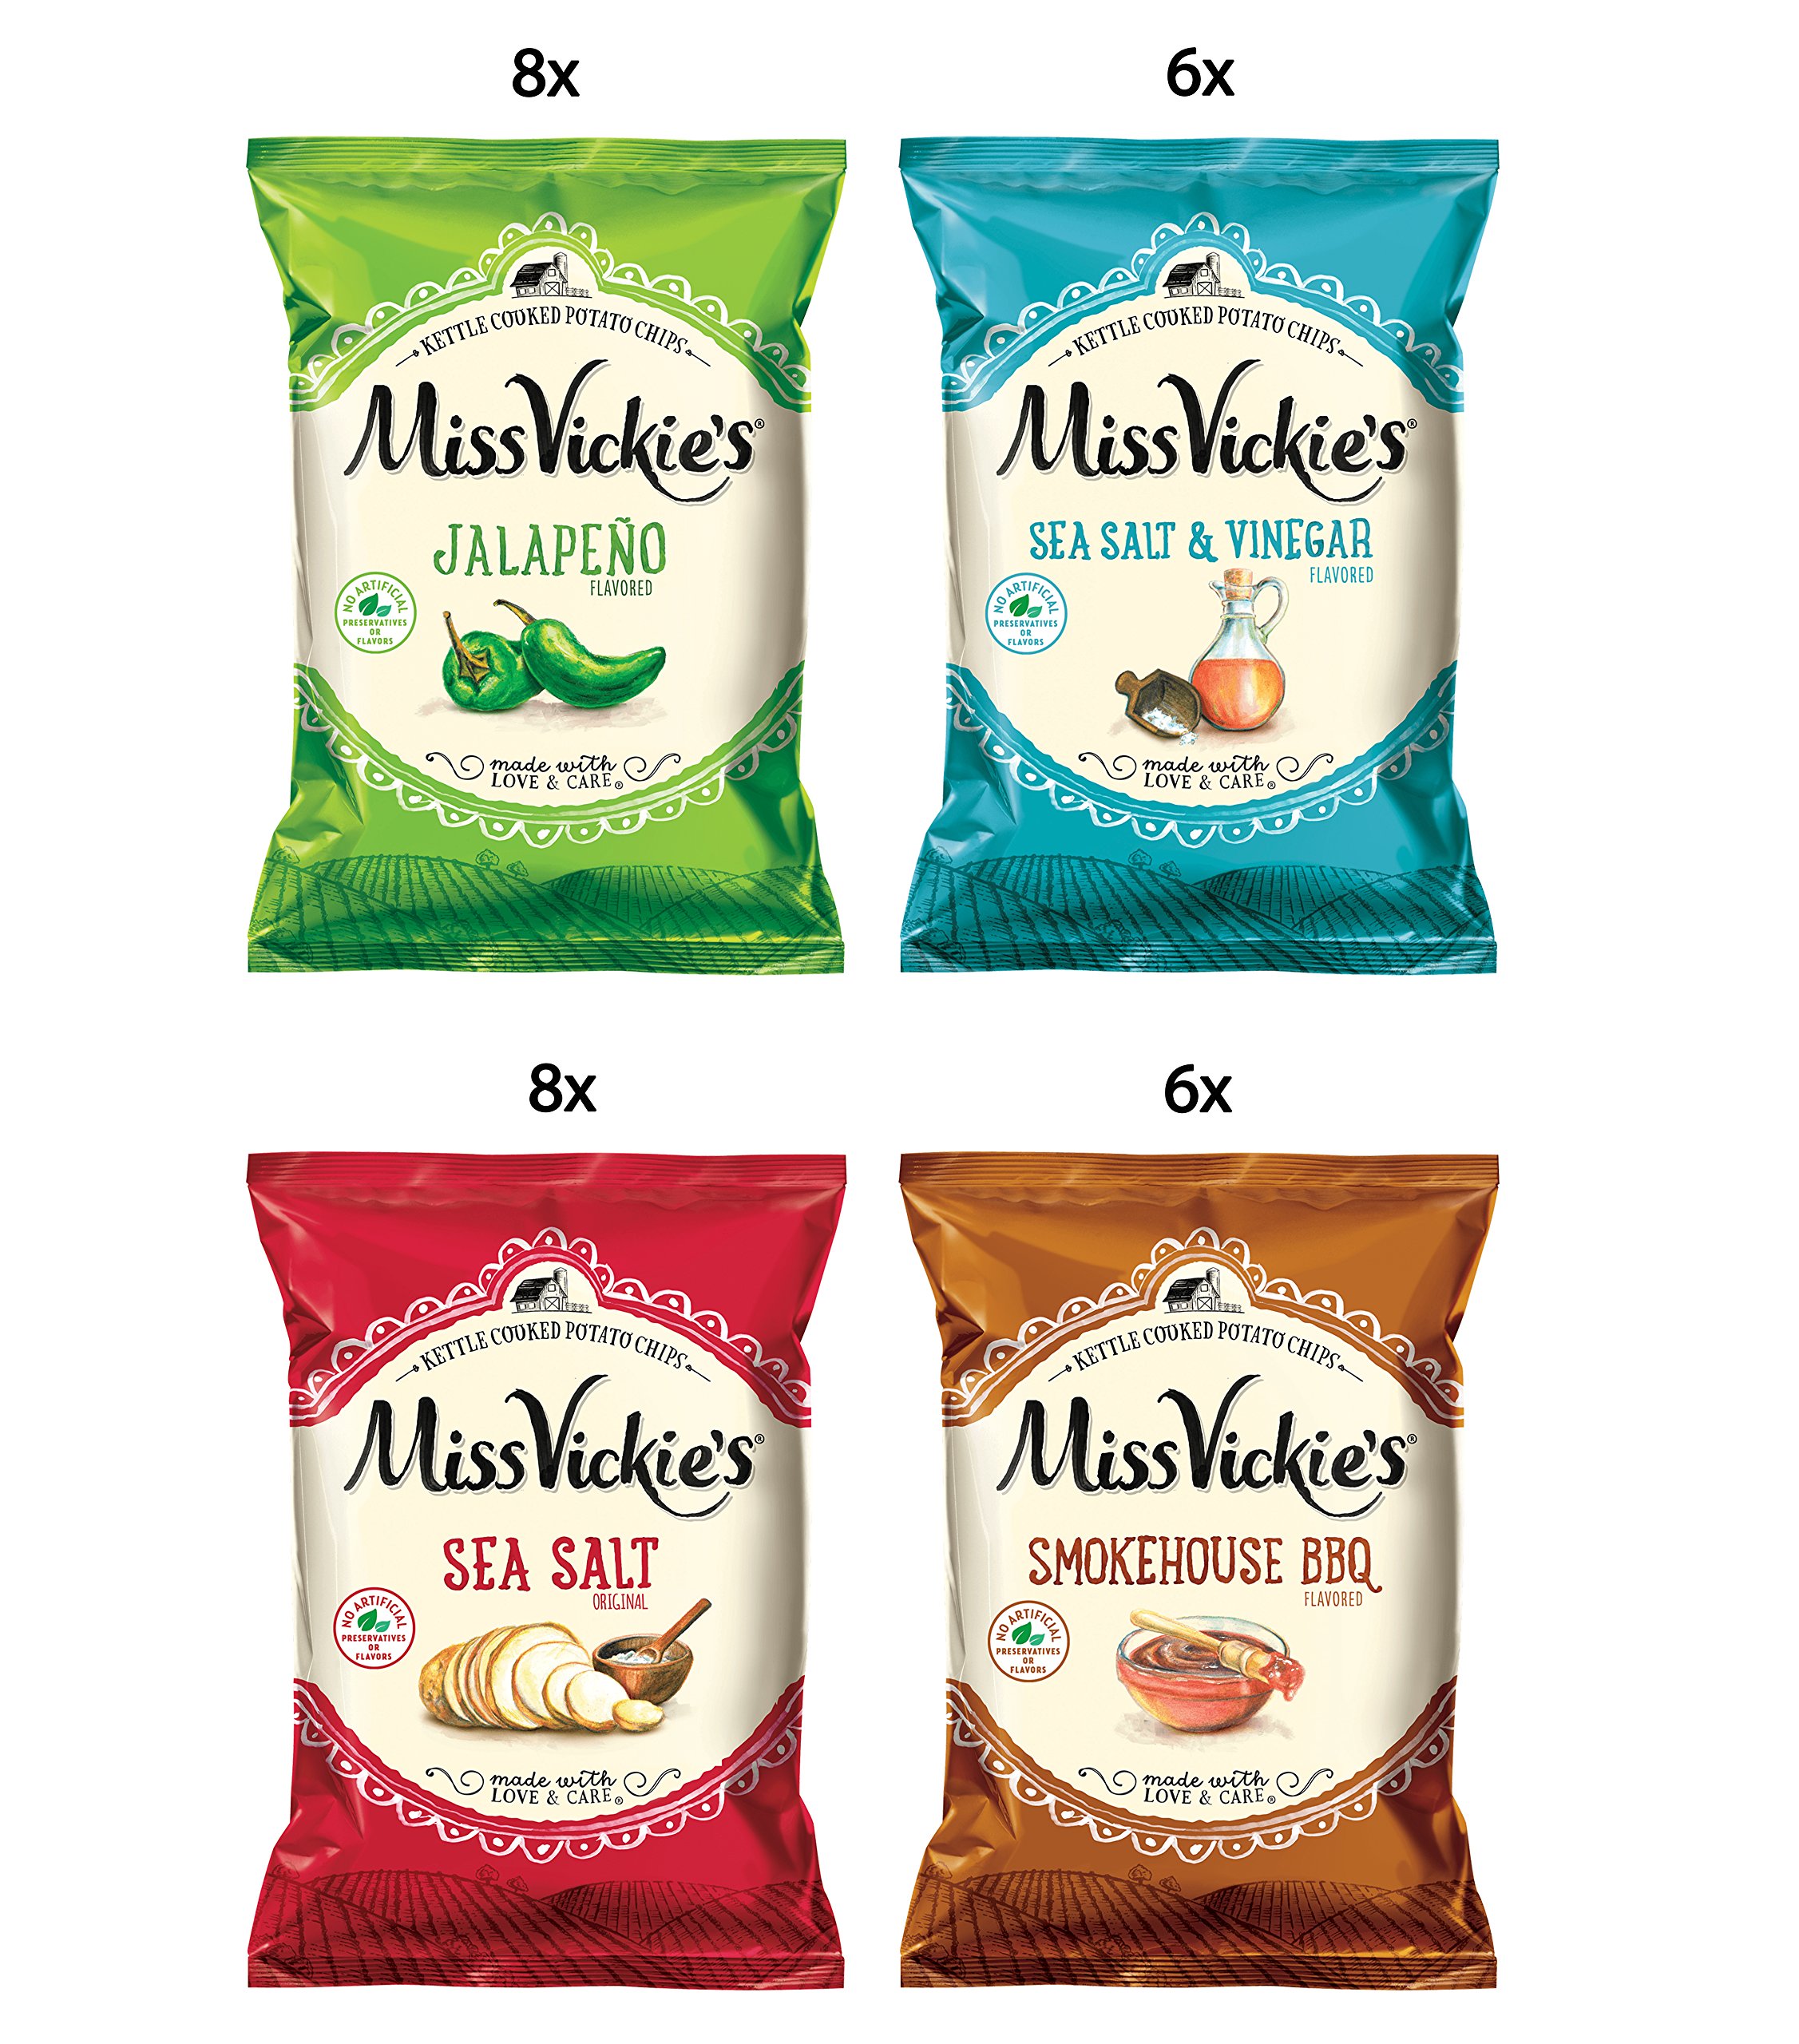 8x
6x
KETTLE COOKED POTATO CHIPS
Miss Vickie's®
JALAPEÑO
FLAVORED
NO ARTIFICIAL
PRESERVATIVES
OR
FLAVORS
made with
LOVE & CARE®
KETTLE COOKED POTATO CHIPS
Miss Vickie's®
SEA SALT & VINEGAR
FLAVORED
NO ARTIFICIAL
PRESERVATIVES
OR
FLAVORS
made with
LOVE & CARE®
8x
6x
KETTLE COOKED POTATO CHIPS
Miss Vickie's®
SEA SALT
ORIGINAL
NO ARTIFICIAL
PRESERVATIVES
OR
FLAVORS
made with
LOVE & CARE®
KETTLE COOKED POTATO CHIPS
Miss Vickie's®
SMOKEHOUSE BBQ
FLAVORED
NO ARTIFICIAL
PRESERVATIVES
OR
FLAVORS
made with
LOVE & CARE®